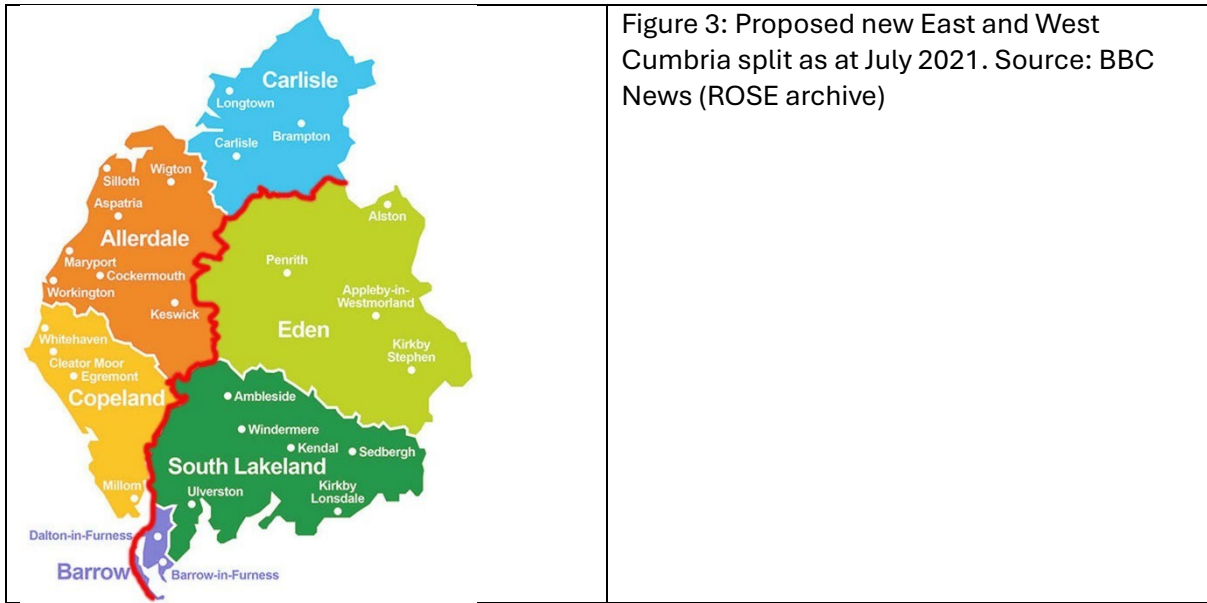 Carlisle
Longtown
Brampton
Carlisle
Wigton
Silloth
Aspatria
Allerdale
Maryport
Cockermouth
Workington
Keswick
Alston
Penrith
Appleby-in-
Westmorland
Eden
Kirkby
Stephen
Whitehaven
Cleator Moor
Egremont
Copeland
Millom
Ambleside
Windermere
Kendal
Sedbergh
South Lakeland
Ulverston
Kirkby
Lonsdale
Dalton-in-Furness
Barrow
Barrow-in-Furness
Figure 3: Proposed new East and West
Cumbria split as at July 2021. Source: BBC
News (ROSE archive)